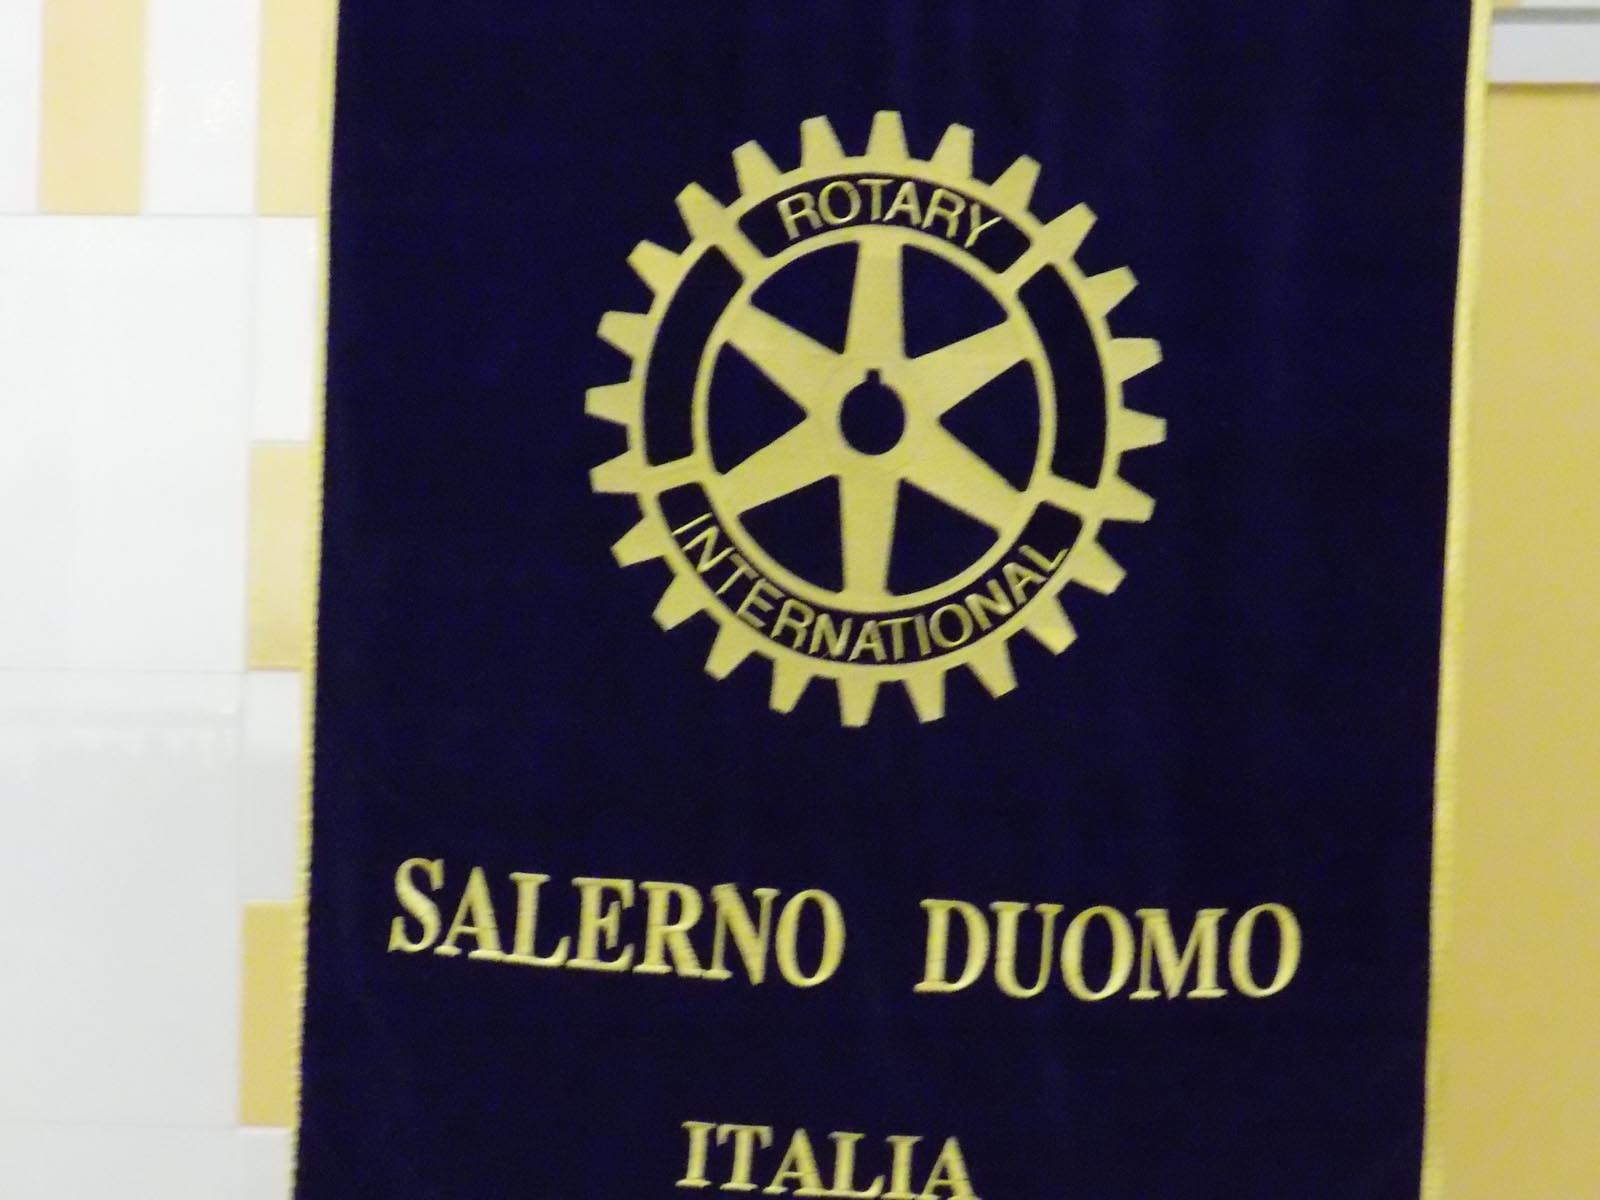 ROTARY
INTERNATIONAL
SALERNO DUOMO
ITALIA